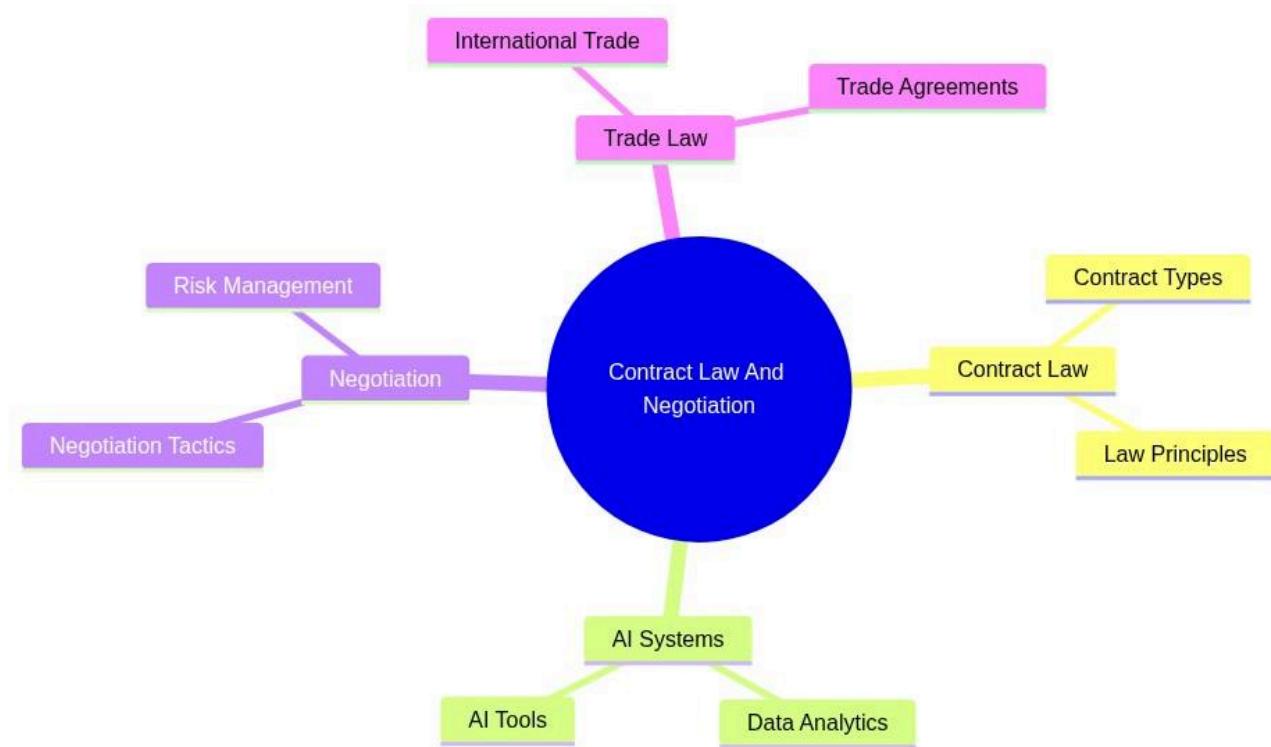 International Trade
Trade Agreements
Trade Law
Risk Management
Contract Types
Negotiation
Contract Law And
Negotiation
Contract Law
Negotiation Tactics
Law Principles
AI Systems
AI Tools
Data Analytics